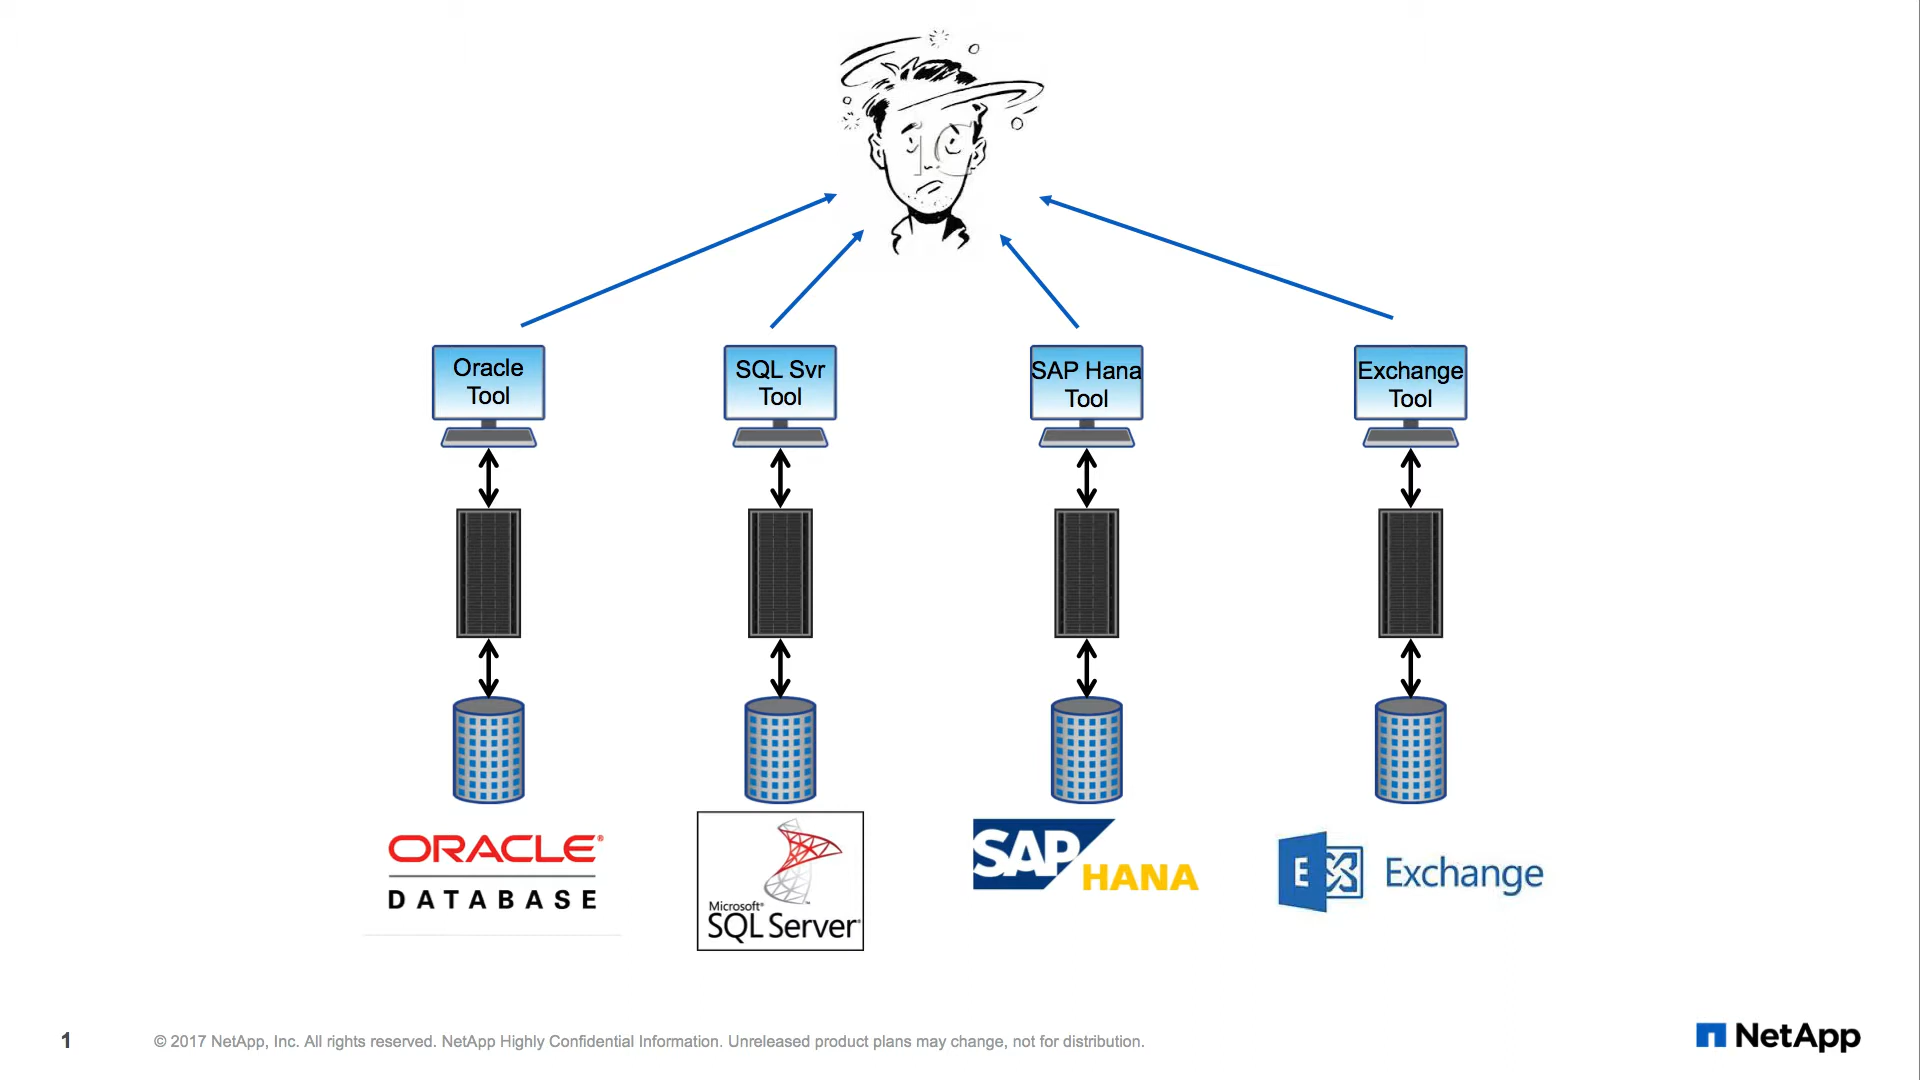 IC
Oracle
Tool
SQL Svr
Tool
SAP Hana
Tool
Exchange
Tool
ORACLE®
DATABASE
Microsoft®
SQL Server®
SAP HANA
E Exchange
1
© 2017 NetApp, Inc. All rights reserved. NetApp Highly Confidential Information. Unreleased product plans may change, not for distribution.
NetApp